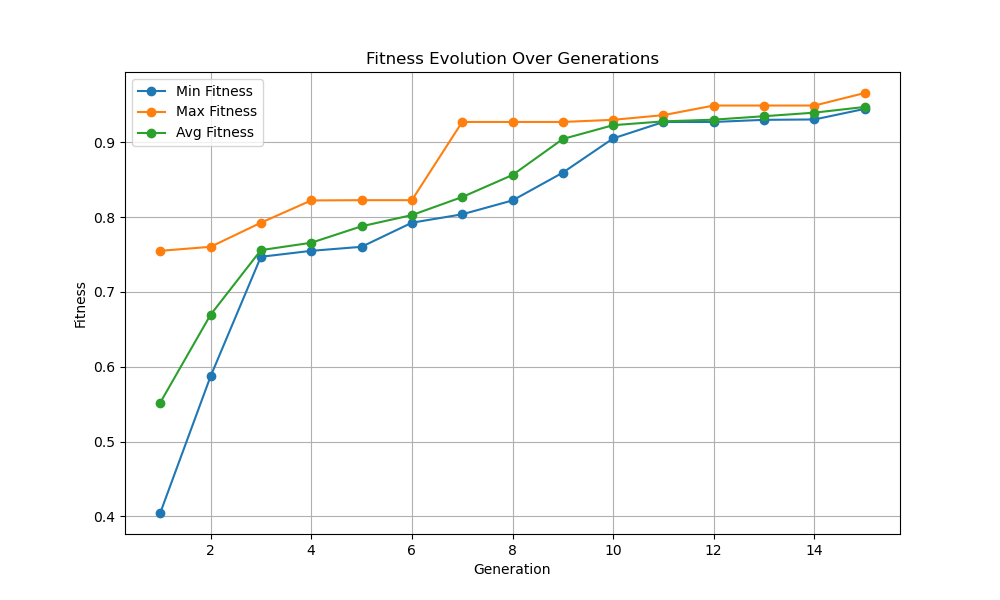 Fitness Evolution Over Generations
Min Fitness
Max Fitness
Avg Fitness
Fitness
0.9
0.8
0.7
0.6
0.5
0.4
2 4 6 8 10 12 14
Generation